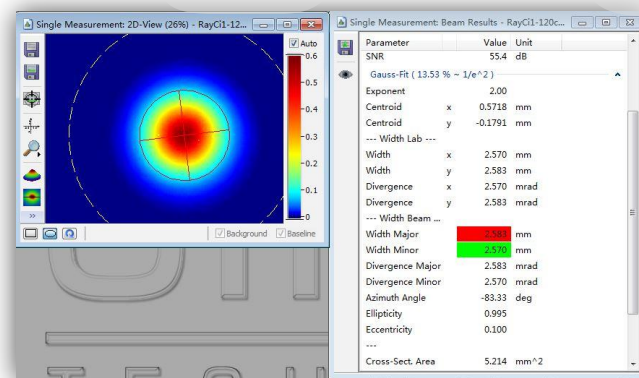 Single Measurement: 2D-View (26%) - RayCi1-12...
Auto
0.6
0.5
0.4
0.3
0.2
0.1
0
Background
Baseline
Single Measurement: Beam Results - RayCi1-120c...
Parameter Value Unit
SNR 55.4 dB
Gauss-Fit ( 13.53 % ~ 1/e^2 )
Exponent 2.00
Centroid x 0.5718 mm
Centroid y -0.1791 mm
--- Width Lab ---
Width x 2.570 mm
Width y 2.583 mm
Divergence x 2.570 mrad
Divergence y 2.583 mrad
--- Width Beam ...
Width Major 2.583 mm
Width Minor 2.570 mm
Divergence Major 2.583 mrad
Divergence Minor 2.570 mrad
Azimuth Angle -83.33 deg
Ellipticity 0.995
Eccentricity 0.100
---
Cross-Sect. Area 5.214 mm^2